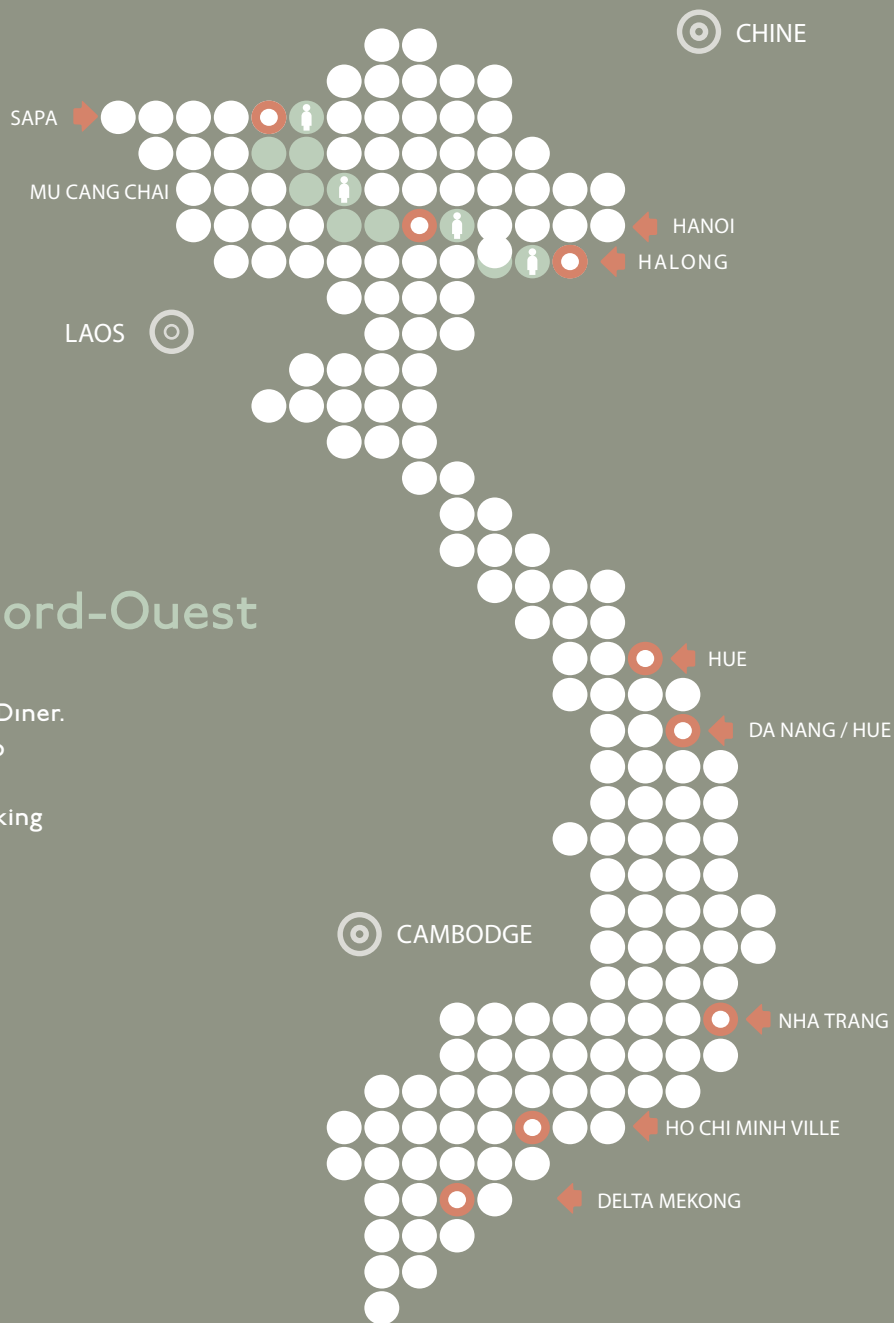 CHINE
SAPA
MU CANG CHAI
HANOI
HALONG
LAOS
ord-Ouest
HUE
Dıner.
DA NANG / HUE
king
CAMBODGE
NHA TRANG
HO CHI MINH VILLE
DELTA MEKONG